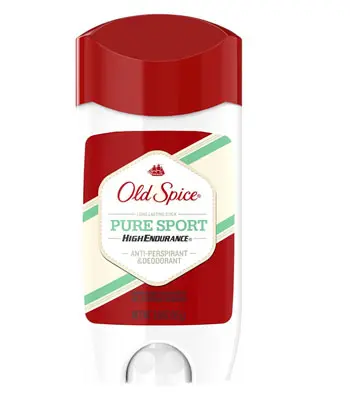 Old Spice®
LONG LASTING STICK
PURE SPORT
HIGH ENDURANCE®
ANTI-PERSPIRANT
& DEODORANT